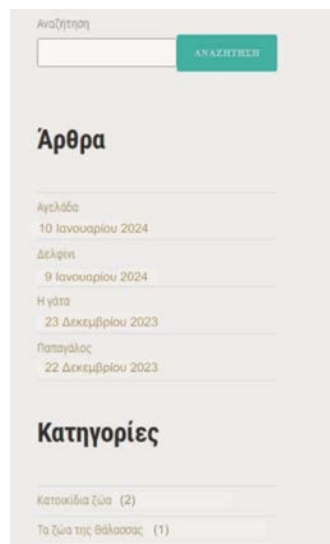 Αναζήτηση
ΑΝΑΖΗΤΗΣΗ
Άρθρα
Αγελάδα
10 Ιανουαρίου 2024
Δελφίνι
9 Ιανουαρίου 2024
Η γάτα
23 Δεκεμβρίου 2023
Παπαγάλος
22 Δεκεμβρίου 2023
Κατηγορίες
Κατοικίδια ζώα (2)
Τα ζώα της θάλασσας (1)